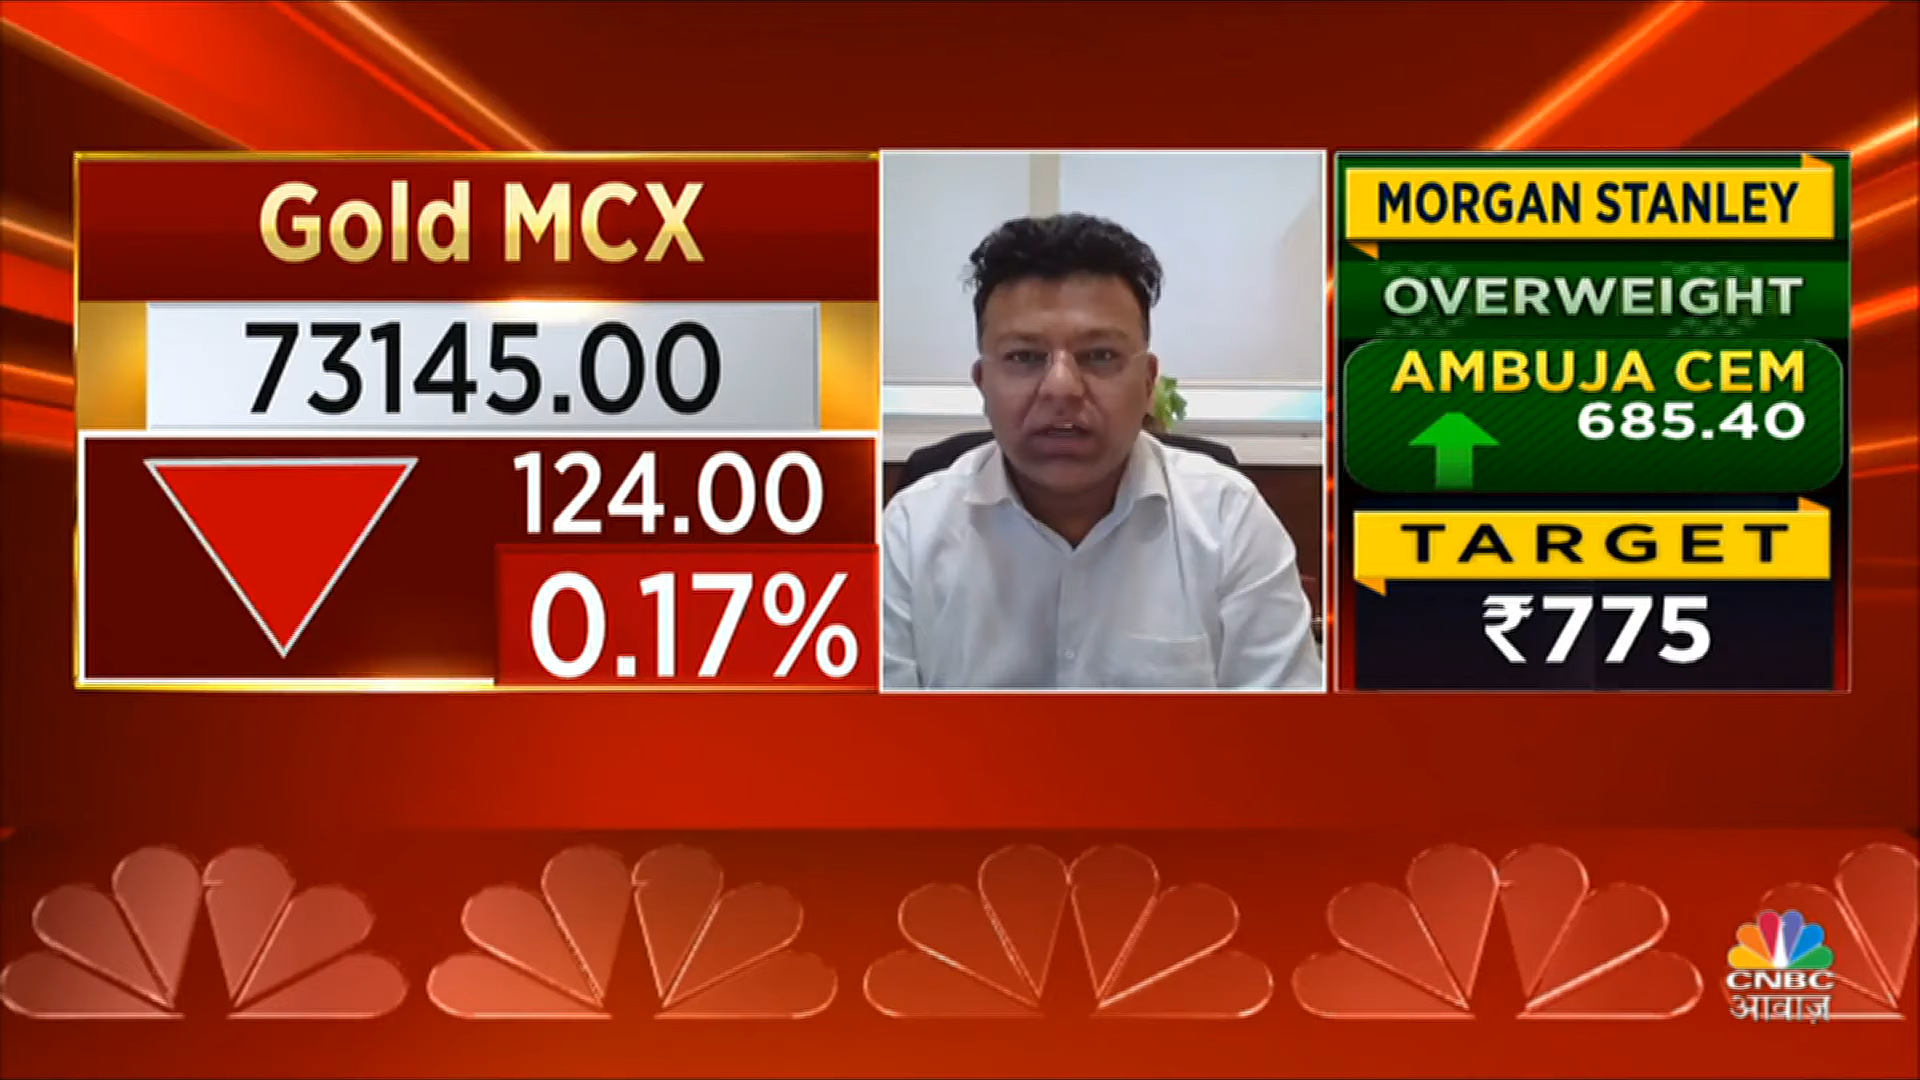 Gold MCX
73145.00
124.00
0.17%
MORGAN STANLEY
OVERWEIGHT
AMBUJA CEM
685.40
TARGET
₹775
CNBC
आवाज़